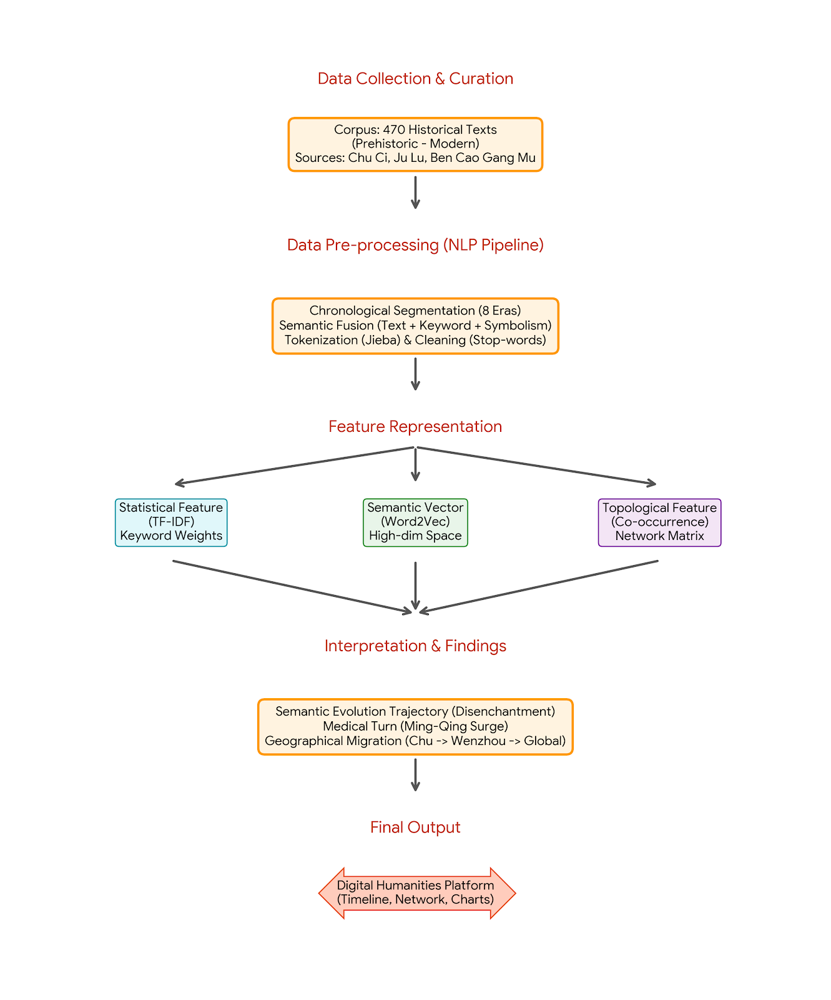 Data Collection & Curation
Corpus: 470 Historical Texts
(Prehistoric - Modern)
Sources: Chu Ci, Ju Lu, Ben Cao Gang Mu
Data Pre-processing (NLP Pipeline)
Chronological Segmentation (8 Eras)
Semantic Fusion (Text + Keyword + Symbolism)
Tokenization (Jieba) & Cleaning (Stop-words)
Feature Representation
Statistical Feature
(TF-IDF)
Keyword Weights
Semantic Vector
(Word2Vec)
High-dim Space
Topological Feature
(Co-occurrence)
Network Matrix
Interpretation & Findings
Semantic Evolution Trajectory (Disenchantment)
Medical Turn (Ming-Qing Surge)
Geographical Migration (Chu -> Wenzhou -> Global)
Final Output
Digital Humanities Platform
(Timeline, Network, Charts)